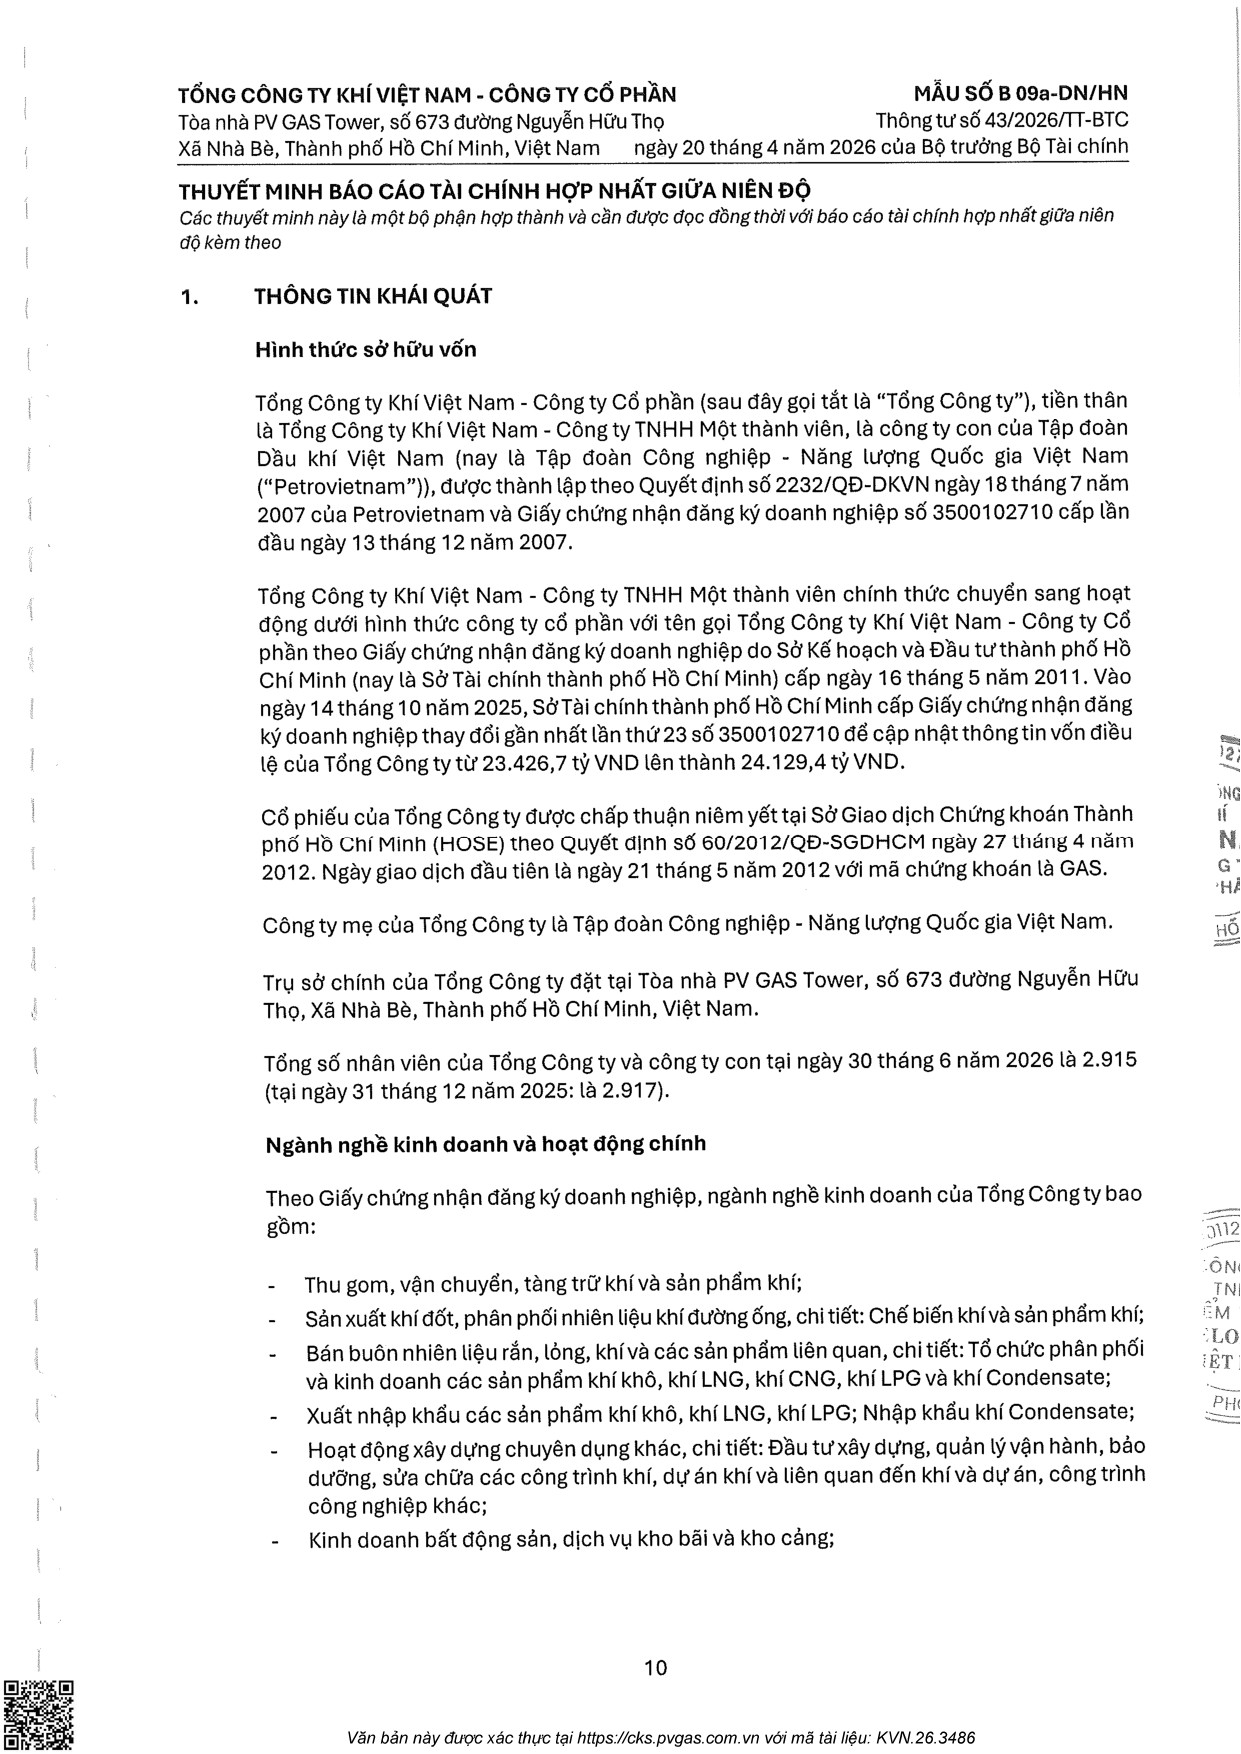 TỔNG CÔNG TY KHÍ VIỆT NAM - CÔNG TY CỔ PHẦN
MẪU SỐ B 09a-DN/HN
Tòa nhà PV GAS Tower, số 673 đường Nguyễn Hữu Thọ
Thông tư số 43/2026/TT-BTC
Xã Nhà Bè, Thành phố Hồ Chí Minh, Việt Nam
ngày 20 tháng 4 năm 2026 của Bộ trưởng Bộ Tài chính
THUYẾT MINH BÁO CÁO TÀI CHÍNH HỢP NHẤT GIỮA NIÊN ĐỘ
Các thuyết minh này là một bộ phận hợp thành và cần được đọc đồng thời với báo cáo tài chính hợp nhất giữa niên
độ kèm theo
1. THÔNG TIN KHÁI QUÁT
Hình thức sở hữu vốn
Tổng Công ty Khí Việt Nam - Công ty Cổ phần (sau đây gọi tắt là “Tổng Công ty”), tiền thân
là Tổng Công ty Khí Việt Nam - Công ty TNHH Một thành viên, là công ty con của Tập đoàn
Dầu khí Việt Nam (nay là Tập đoàn Công nghiệp - Năng lượng Quốc gia Việt Nam
(“Petrovietnam”)), được thành lập theo Quyết định số 2232/QĐ-DKVN ngày 18 tháng 7 năm
2007 của Petrovietnam và Giấy chứng nhận đăng ký doanh nghiệp số 3500102710 cấp lần
đầu ngày 13 tháng 12 năm 2007.
Tổng Công ty Khí Việt Nam - Công ty TNHH Một thành viên chính thức chuyển sang hoạt
động dưới hình thức công ty cổ phần với tên gọi Tổng Công ty Khí Việt Nam - Công ty Cổ
phần theo Giấy chứng nhận đăng ký doanh nghiệp do Sở Kế hoạch và Đầu tư thành phố Hồ
Chí Minh (nay là Sở Tài chính thành phố Hồ Chí Minh) cấp ngày 16 tháng 5 năm 2011. Vào
ngày 14 tháng 10 năm 2025, Sở Tài chính thành phố Hồ Chí Minh cấp Giấy chứng nhận đăng
ký doanh nghiệp thay đổi gần nhất lần thứ 23 số 3500102710 để cập nhật thông tin vốn điều
lệ của Tổng Công ty từ 23.426,7 tỷ VND lên thành 24.129,4 tỷ VND.
Cổ phiếu của Tổng Công ty được chấp thuận niêm yết tại Sở Giao dịch Chứng khoán Thành
phố Hồ Chí Minh (HOSE) theo Quyết định số 60/2012/QĐ-SGDHCM ngày 27 tháng 4 năm
2012. Ngày giao dịch đầu tiên là ngày 21 tháng 5 năm 2012 với mã chứng khoán là GAS.
Công ty mẹ của Tổng Công ty là Tập đoàn Công nghiệp - Năng lượng Quốc gia Việt Nam.
Trụ sở chính của Tổng Công ty đặt tại Tòa nhà PV GAS Tower, số 673 đường Nguyễn Hữu
Thọ, Xã Nhà Bè, Thành phố Hồ Chí Minh, Việt Nam.
Tổng số nhân viên của Tổng Công ty và công ty con tại ngày 30 tháng 6 năm 2026 là 2.915
(tại ngày 31 tháng 12 năm 2025: là 2.917).
Ngành nghề kinh doanh và hoạt động chính
Theo Giấy chứng nhận đăng ký doanh nghiệp, ngành nghề kinh doanh của Tổng Công ty bao
gồm:
- Thu gom, vận chuyển, tàng trữ khí và sản phẩm khí;
- Sản xuất khí đốt, phân phối nhiên liệu khí đường ống, chi tiết: Chế biến khí và sản phẩm khí;
- Bán buôn nhiên liệu rắn, lỏng, khí và các sản phẩm liên quan, chi tiết: Tổ chức phân phối
và kinh doanh các sản phẩm khí khô, khí LNG, khí CNG, khí LPG và khí Condensate;
- Xuất nhập khẩu các sản phẩm khí khô, khí LNG, khí LPG; Nhập khẩu khí Condensate;
- Hoạt động xây dựng chuyên dụng khác, chi tiết: Đầu tư xây dựng, quản lý vận hành, bảo
dưỡng, sửa chữa các công trình khí, dự án khí và liên quan đến khí và dự án, công trình
công nghiệp khác;
- Kinh doanh bất động sản, dịch vụ kho bãi và kho cảng;
10
Văn bản này được xác thực tại https://cks.pvgas.com.vn với mã tài liệu: KVN.26.3486